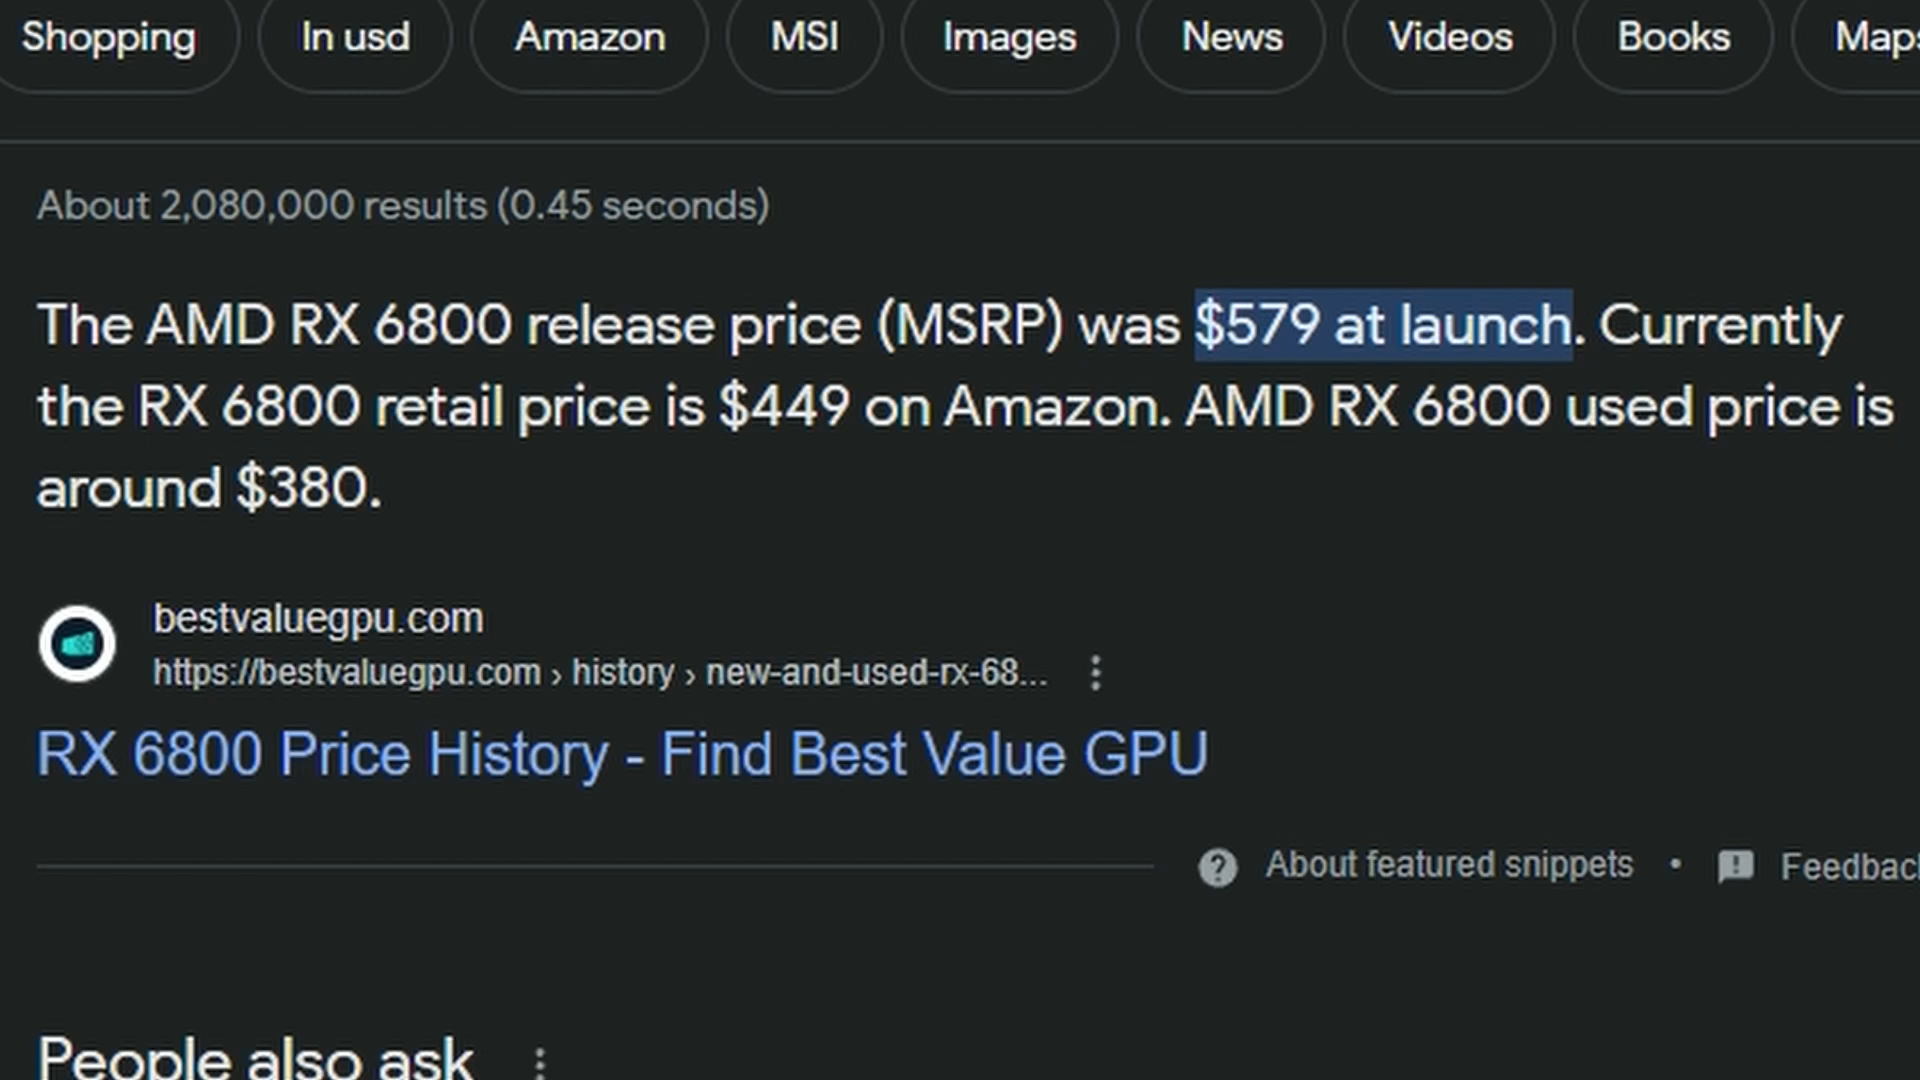 Shopping In usd Amazon MSI Images News Videos Books Maps
About 2,080,000 results (0.45 seconds)
The AMD RX 6800 release price (MSRP) was $579 at launch. Currently
the RX 6800 retail price is $449 on Amazon. AMD RX 6800 used price is
around $380.
bestvaluegpu.com
https://bestvaluegpu.com › history › new-and-used-rx-68...
RX 6800 Price History - Find Best Value GPU
About featured snippets • Feedback
People also ask